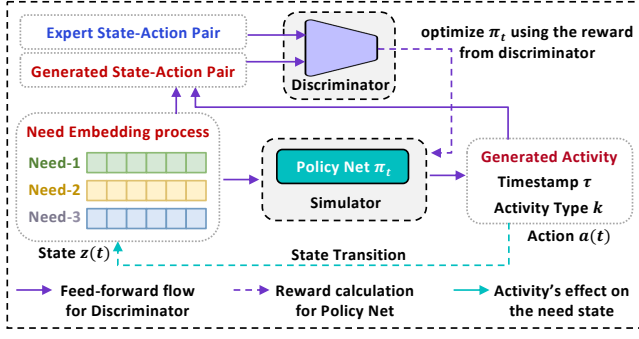 Expert State-Action Pair
Generated State-Action Pair
Discriminator
optimize π_t using the reward
from discriminator
Need Embedding process
Need-1
Need-2
Need-3
Policy Net π_t
Simulator
Generated Activity
Timestamp τ
Activity Type k
State z(t)
State Transition
Action a(t)
Feed-forward flow
for Discriminator
Reward calculation
for Policy Net
Activity's effect on
the need state